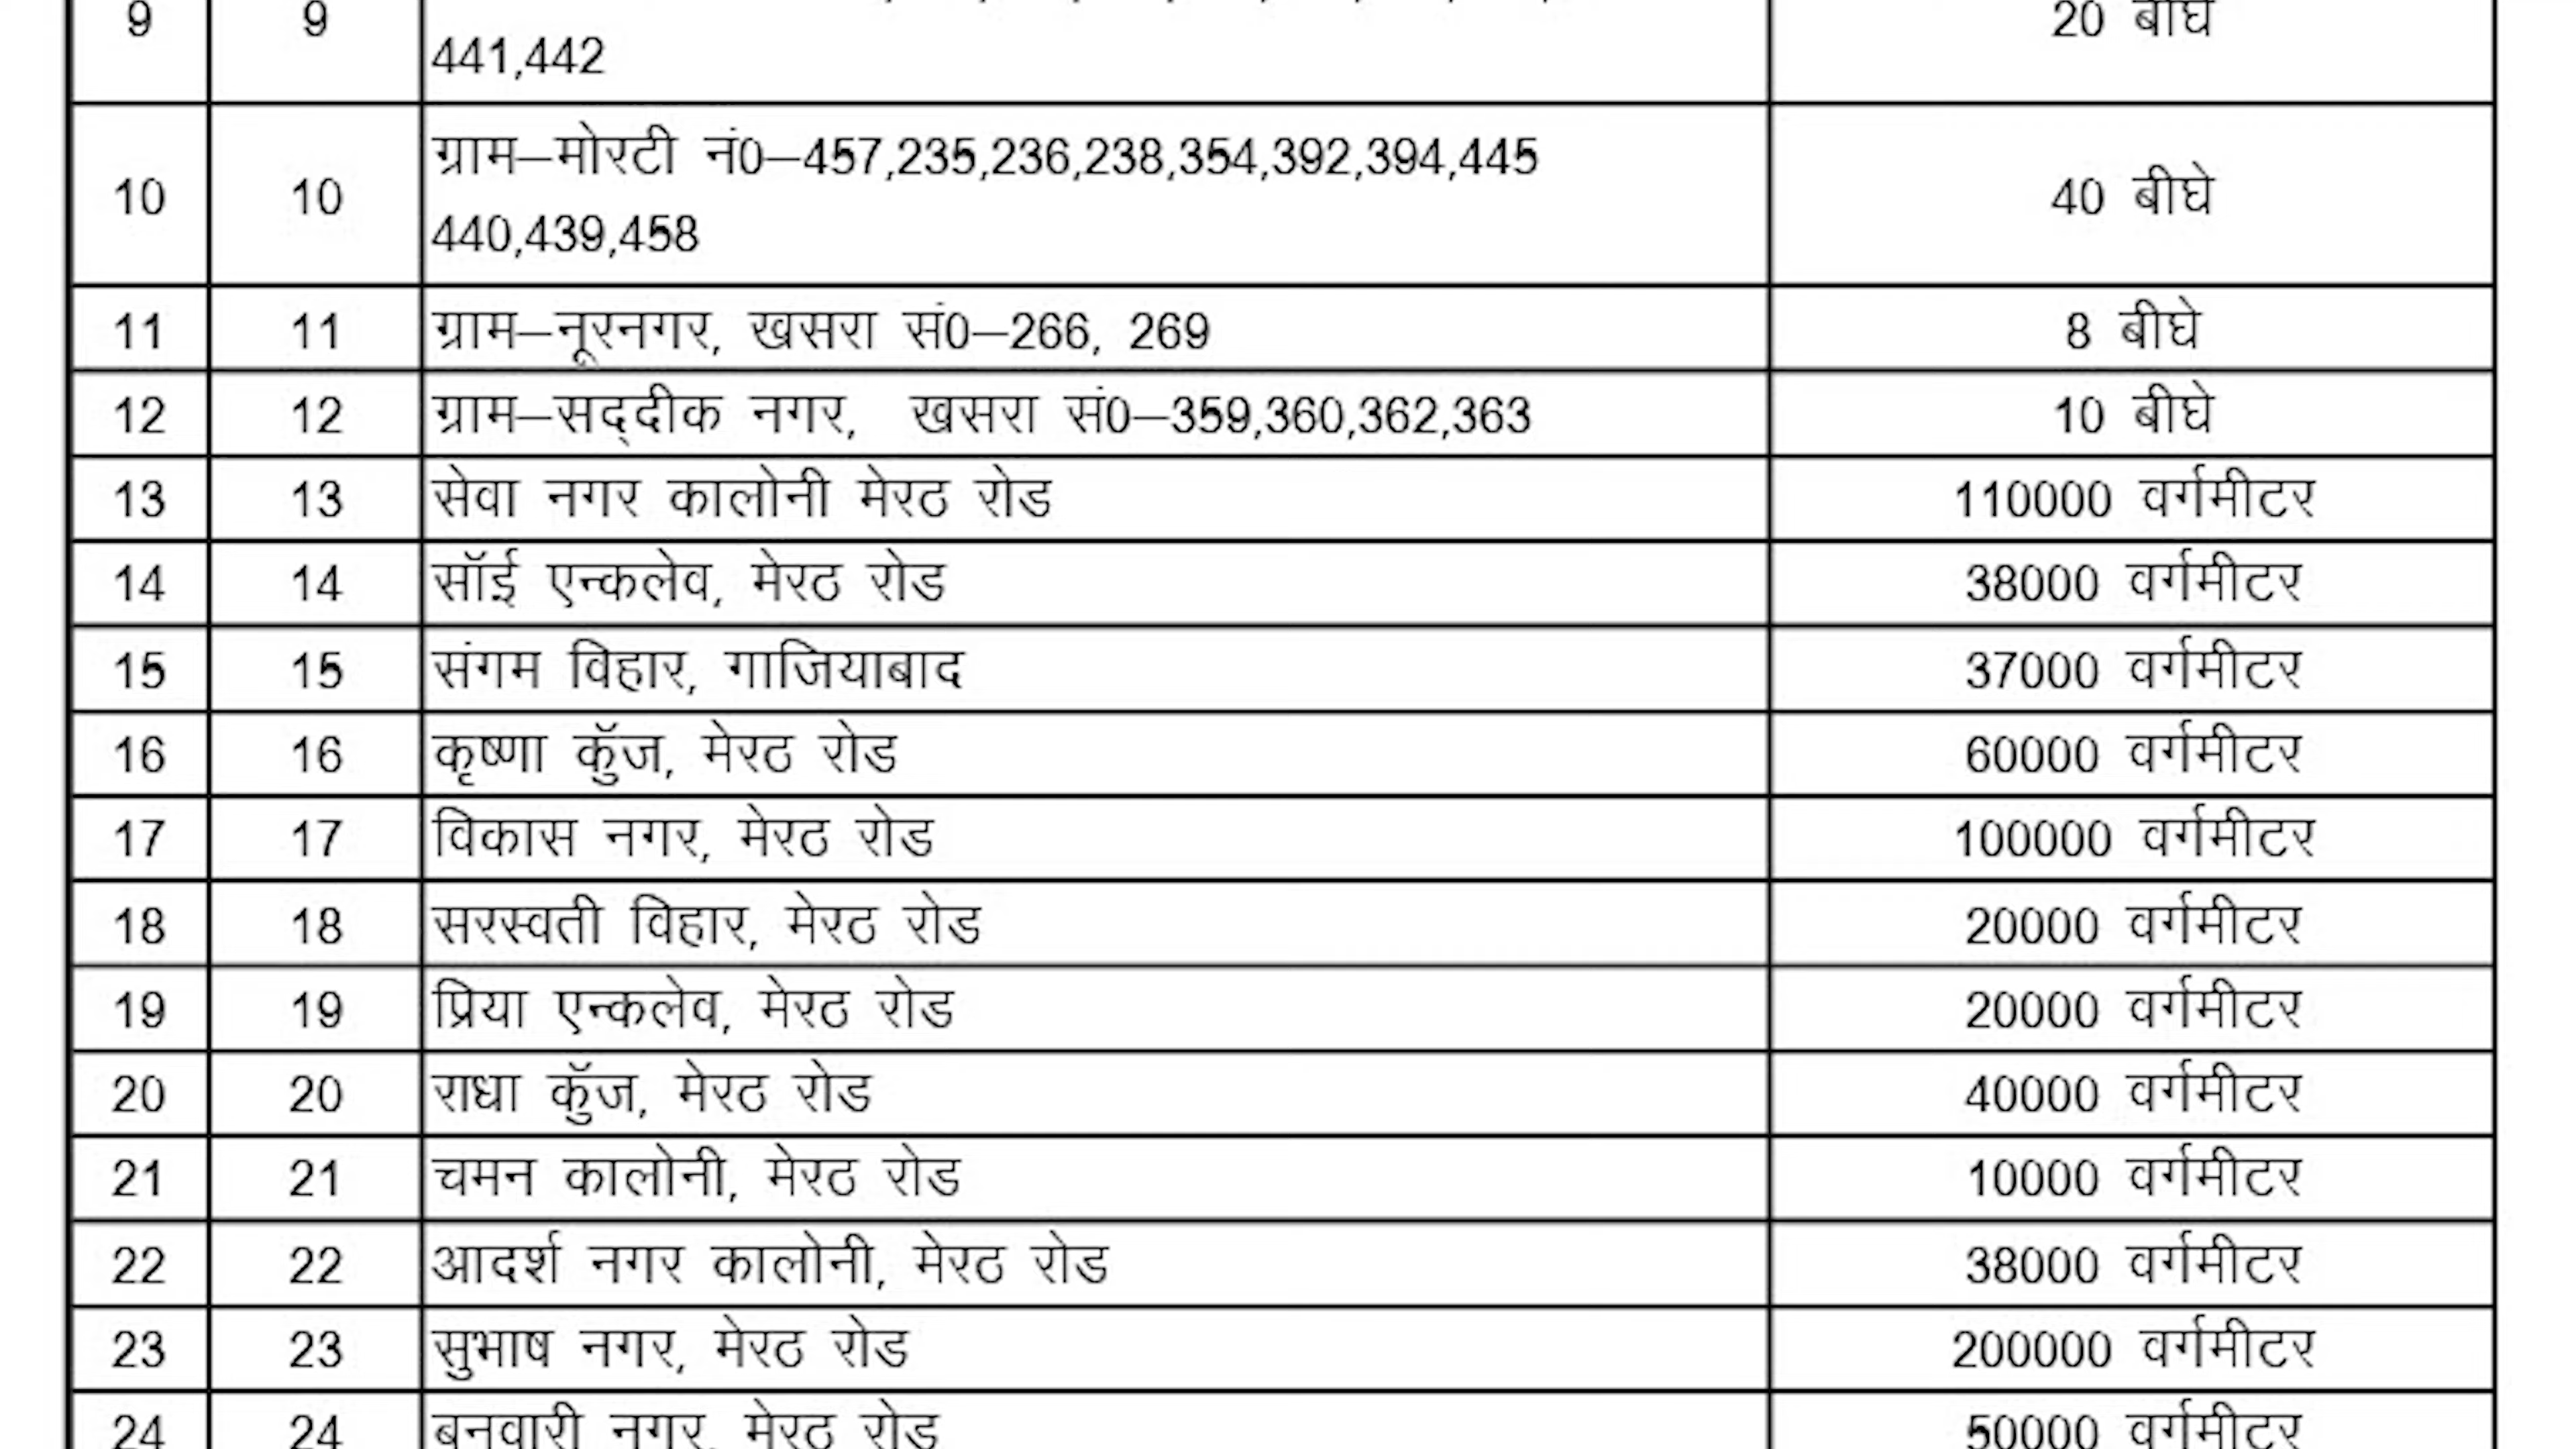 9 9 441,442 20 बीघे
10 10 ग्राम–मोरटी नं0–457,235,236,238,354,392,394,445 40 बीघे
440,439,458
11 11 ग्राम–नूरनगर, खसरा सं0–266, 269 8 बीघे
12 12 ग्राम–सद्दीक नगर, खसरा सं0–359,360,362,363 10 बीघे
13 13 सेवा नगर कालोनी मेरठ रोड 110000 वर्गमीटर
14 14 सॉई एन्कलेव, मेरठ रोड 38000 वर्गमीटर
15 15 संगम विहार, गाजियाबाद 37000 वर्गमीटर
16 16 कृष्णा कुॅज, मेरठ रोड 60000 वर्गमीटर
17 17 विकास नगर, मेरठ रोड 100000 वर्गमीटर
18 18 सरस्वती विहार, मेरठ रोड 20000 वर्गमीटर
19 19 प्रिया एन्कलेव, मेरठ रोड 20000 वर्गमीटर
20 20 राधा कुॅज, मेरठ रोड 40000 वर्गमीटर
21 21 चमन कालोनी, मेरठ रोड 10000 वर्गमीटर
22 22 आदर्श नगर कालोनी, मेरठ रोड 38000 वर्गमीटर
23 23 सुभाष नगर, मेरठ रोड 200000 वर्गमीटर
24 24 बनवारी नगर, मेरठ रोड 50000 वर्गमीटर